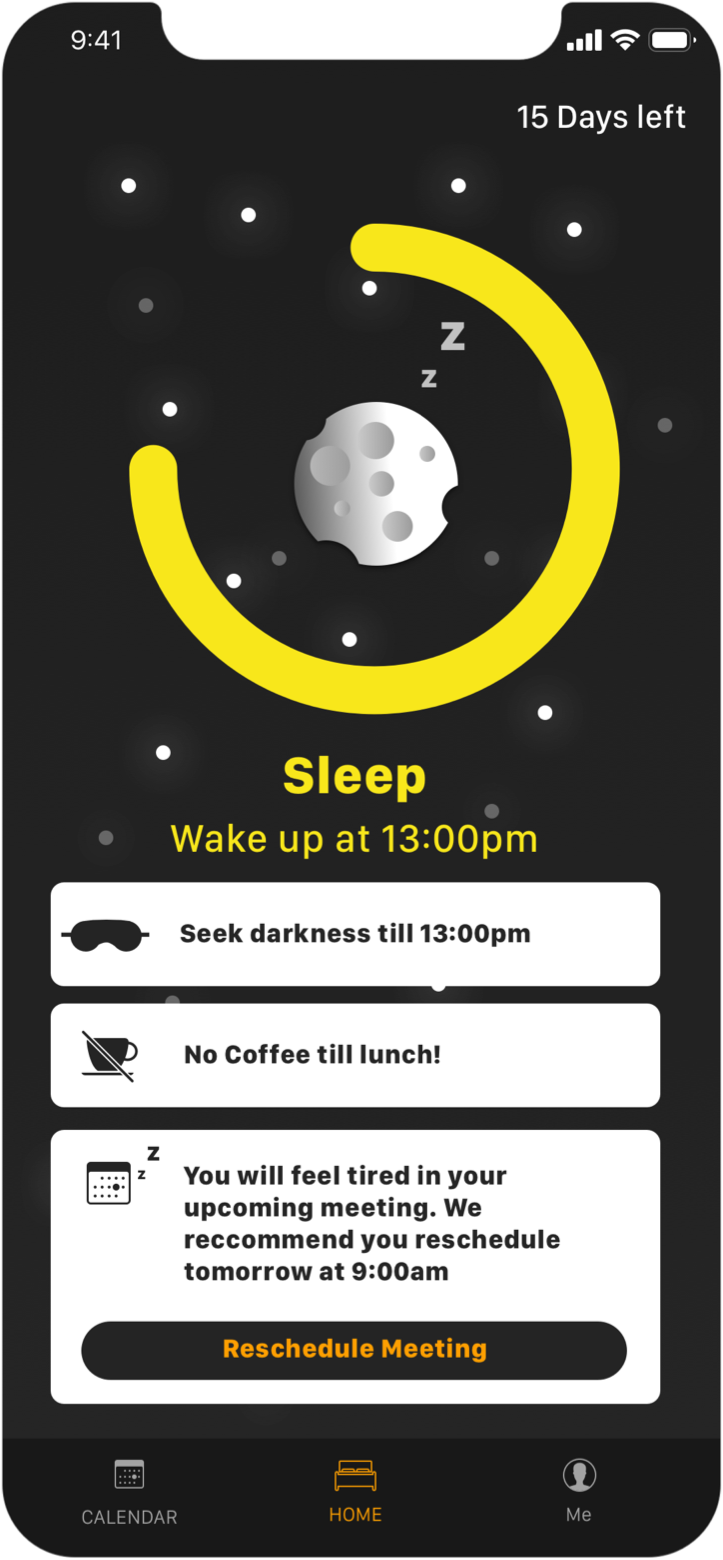 9:41
15 Days left
z
z
Sleep
Wake up at 13:00pm
Seek darkness till 13:00pm
No Coffee till lunch!
z
z
You will feel tired in your
upcoming meeting. We
reccommend you reschedule
tomorrow at 9:00am
Reschedule Meeting
CALENDAR
HOME
Me